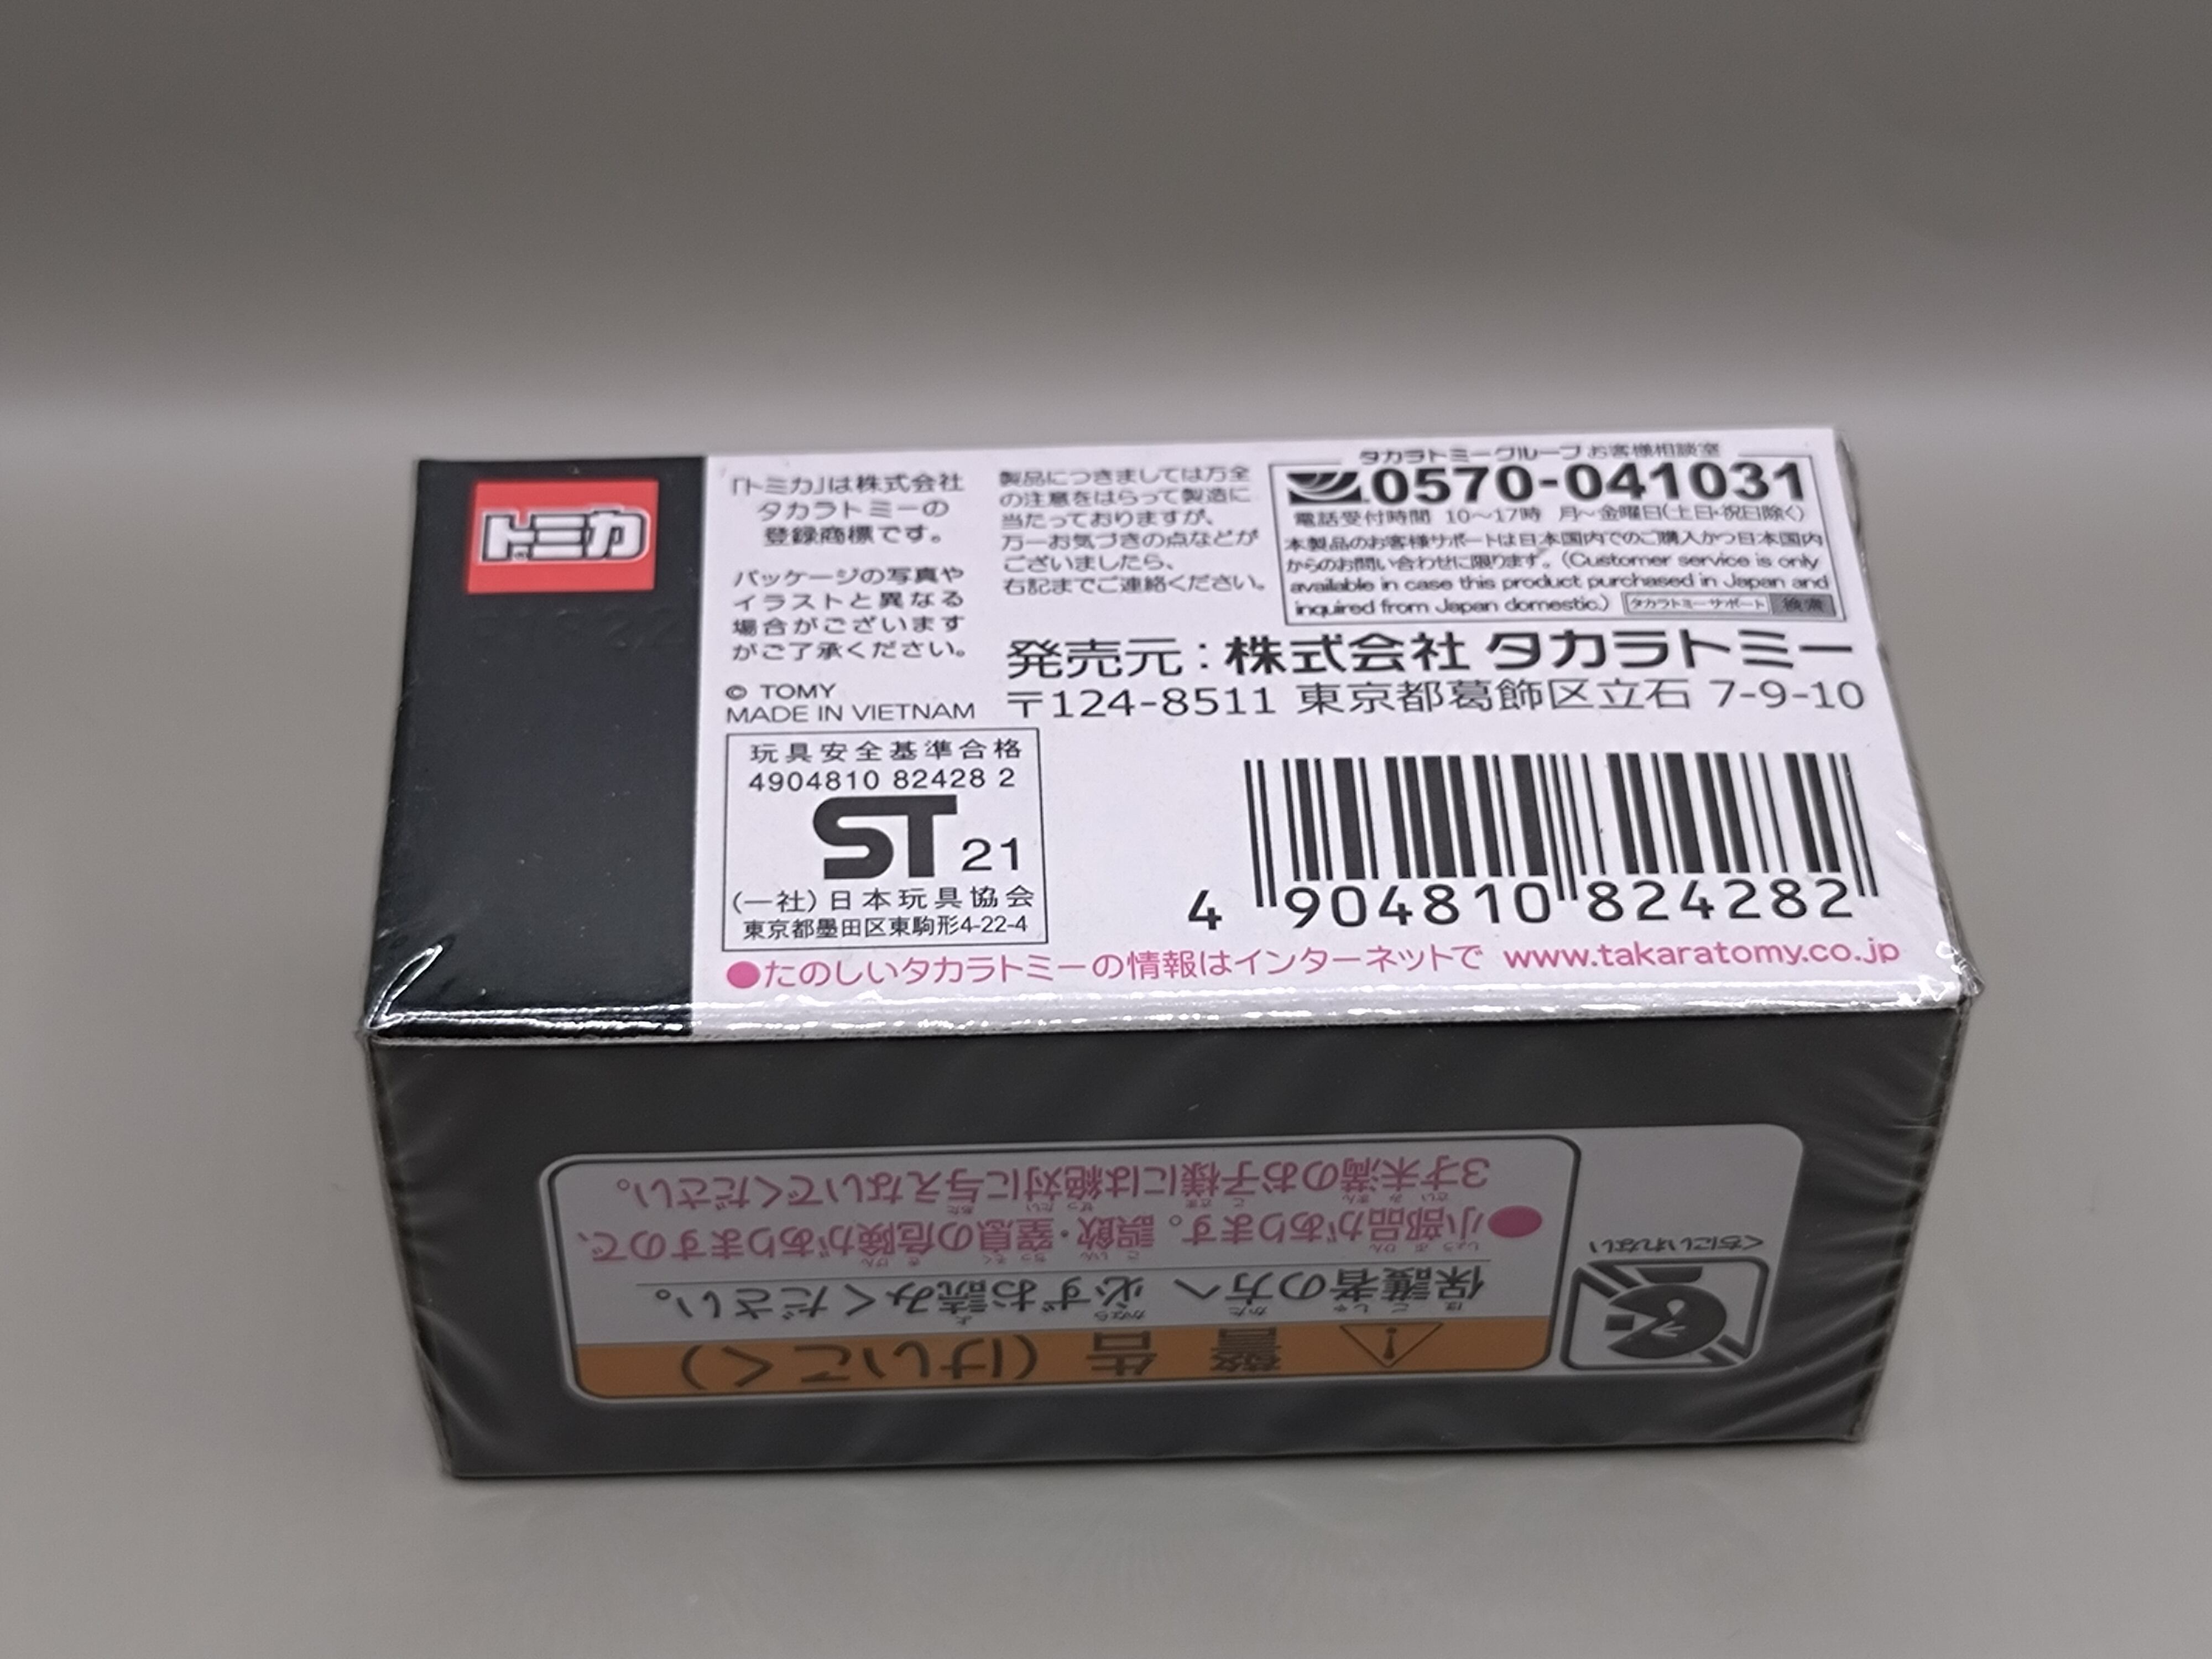 トミカ
「トミカ」は株式会社
タカラトミーの
登録商標です。
パッケージの写真や
イラストと異なる
場合がございます
がご了承ください。
© TOMY
MADE IN VIETNAM
製品につきましては万全
の注意をはらって製造に
当たっておりますが、
万一お気づきの点などが
ございましたら、
右記までご連絡ください。
タカラトミーグループお客様相談室
0570-041031
電話受付時間 10〜17時 月〜金曜日(土日・祝日除く)
本製品のお客様サポートは日本国内でのご購入かつ日本国内
からのお問い合わせに限ります。(Customer service is only
available in case this product purchased in Japan and
inquired from Japan domestic.) タカラトミーサポート 検索
発売元：株式会社 タカラトミー
〒124-8511 東京都葛飾区立石 7-9-10
玩具安全基準合格
4904810 82428 2
ST 21
(一社)日本玩具協会
東京都墨田区東駒形4-22-4
4 904810 824282
●たのしいタカラトミーの情報はインターネットで www.takaratomy.co.jp
警告(けいこく)
保護者の方へ 必ずお読みください。
●小部品があります。誤飲・窒息の危険がありますので、
3才未満のお子様には絶対に与えないでください。
くちにいれない